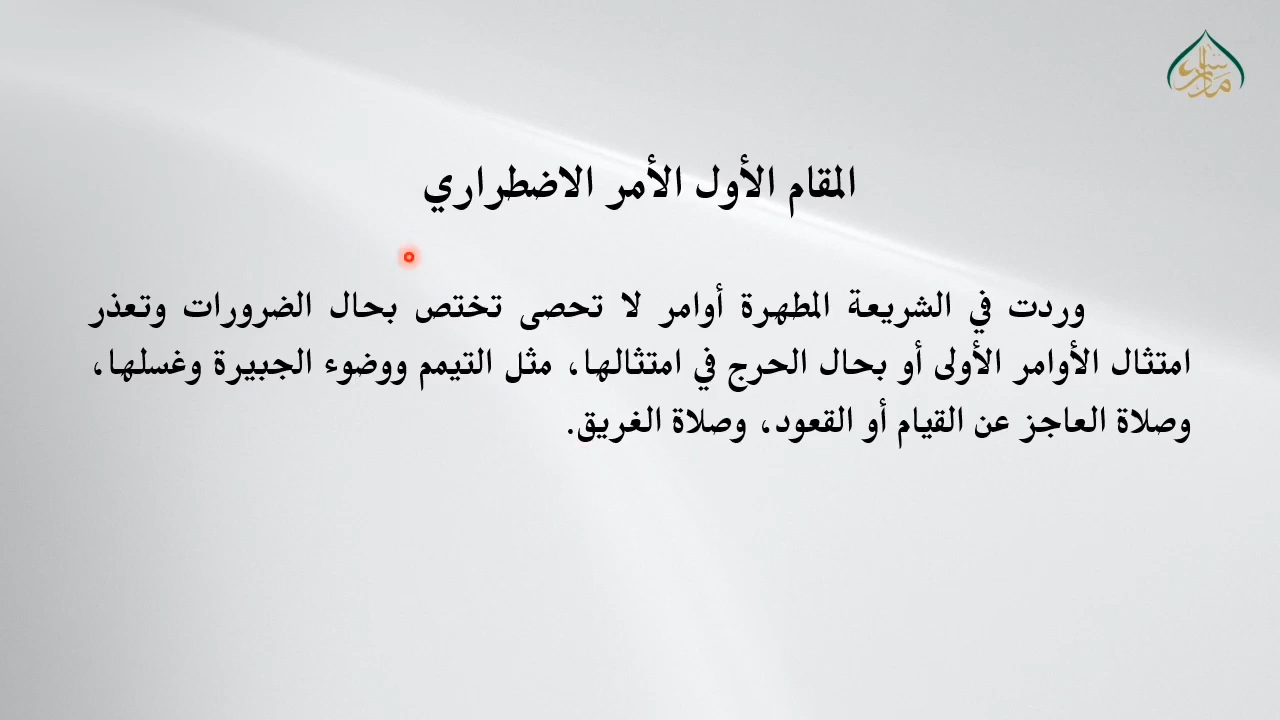 المقام الأول الأمر الاضطراري
وردت في الشريعة المطهرة أوامر لا تحصى تختص بحال الضرورات وتعذر
امتثال الأوامر الأولى أو بحال الحرج في امتثالها، مثل التيمم ووضوء الجبيرة وغسلها،
وصلاة العاجز عن القيام أو القعود، وصلاة الغريق.